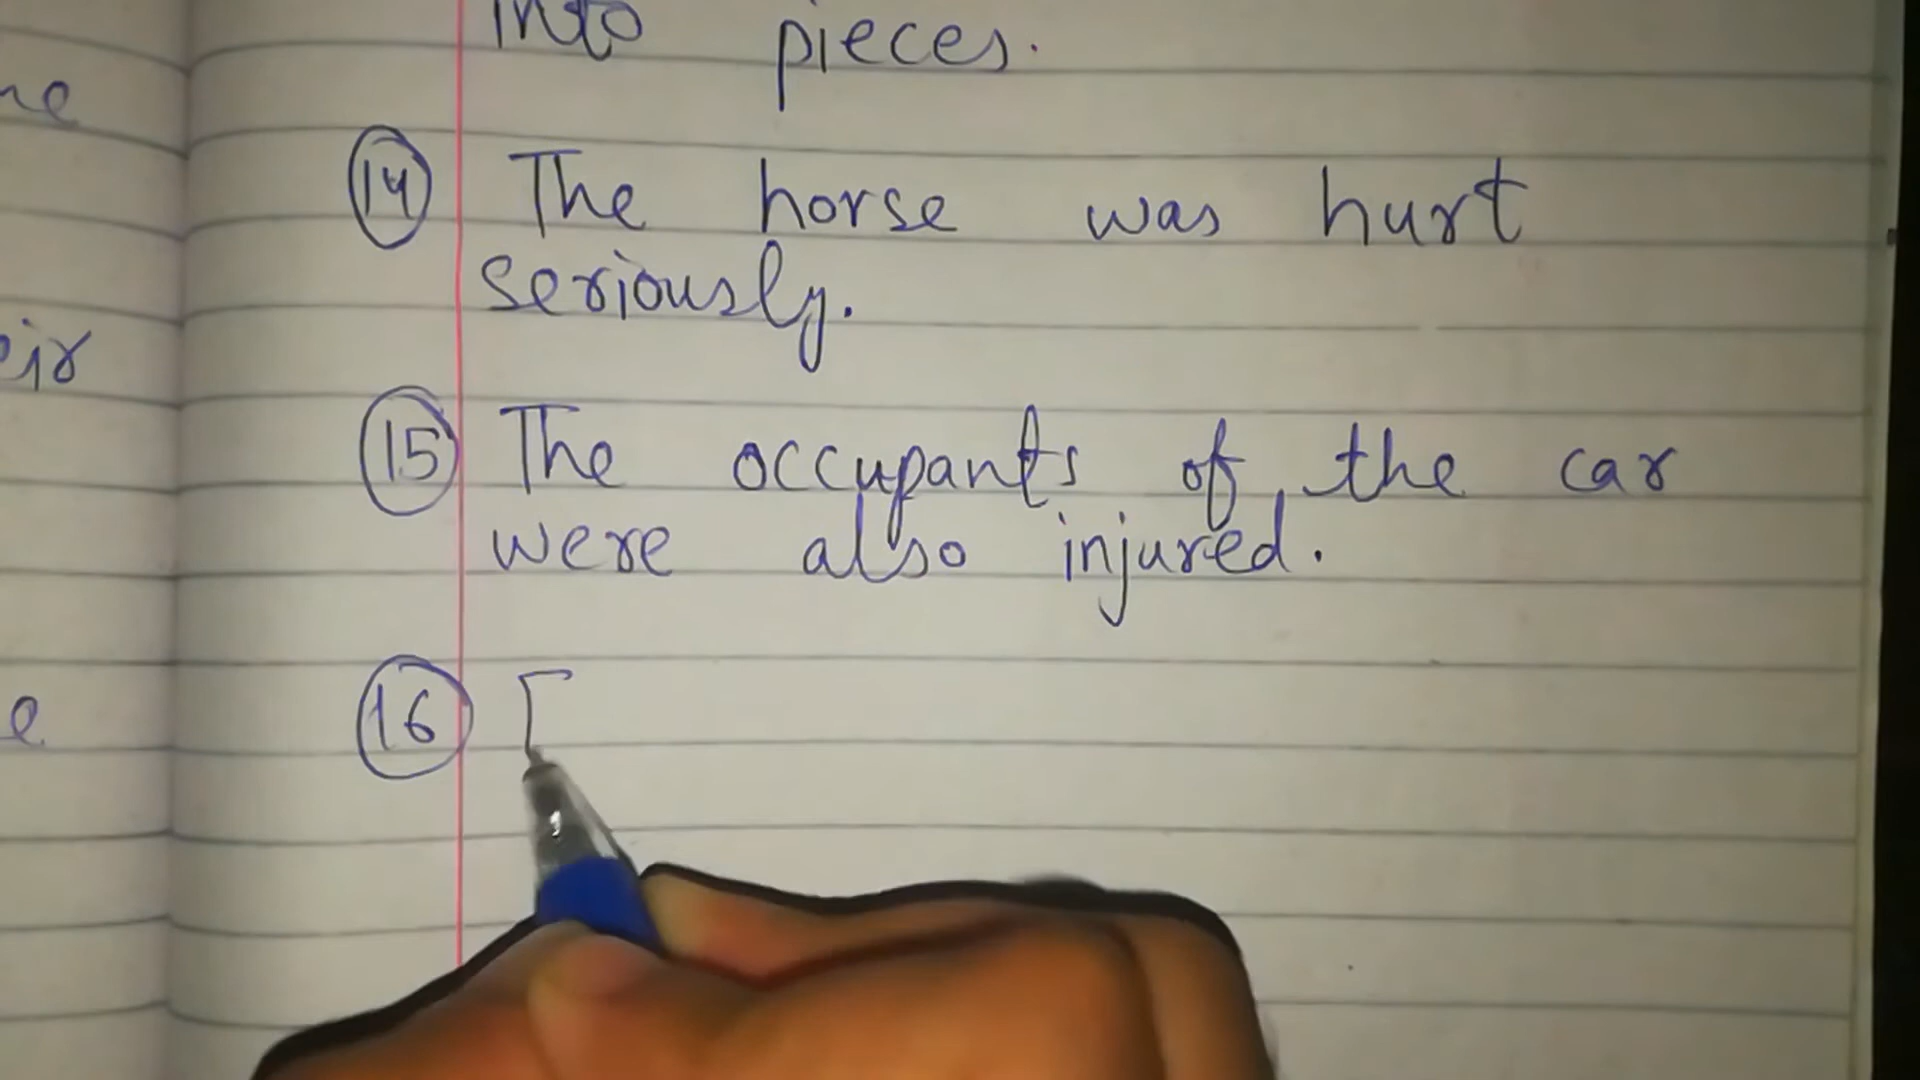 into pieces.
14 The horse was hurt
seriously.
15 The occupants of the car
were also injured.
16